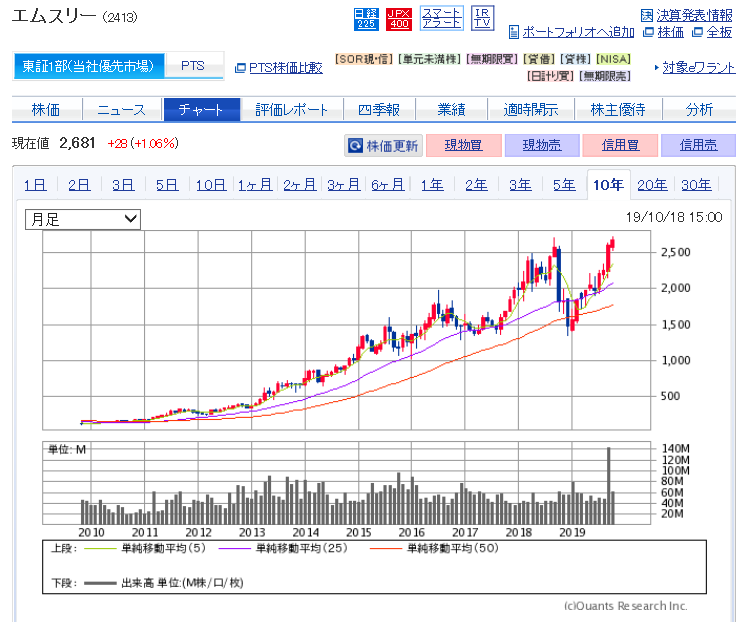 エムスリー (2413)
日経 225
JPX 400
スマート アラート
IR TV
決算発表情報
ポートフォリオへ追加 株価 全板
東証1部(当社優先市場) PTS PTS株価比較
[SOR現・信] [単元未満株] [無期限買] [貸借] [貸株] [NISA]
[日計り買] [無期限売]
対象eワラント
株価 ニュース チャート 評価レポート 四季報 業績 適時開示 株主優待 分析
現在値 2,681 +28 (+1.06%) 株価更新 現物買 現物売 信用買 信用売
1日 2日 3日 5日 10日 1ヶ月 2ヶ月 3ヶ月 6ヶ月 1年 2年 3年 5年 10年 20年 30年
月足 19/10/18 15:00
2,500
2,000
1,500
1,000
500
単位: M
140M
120M
100M
80M
60M
40M
20M
2010 2011 2012 2013 2014 2015 2016 2017 2018 2019
上段: 単純移動平均(5) 単純移動平均(25) 単純移動平均(50)
下段: 出来高 単位:(M株/口/枚)
(c)Quants Research Inc.